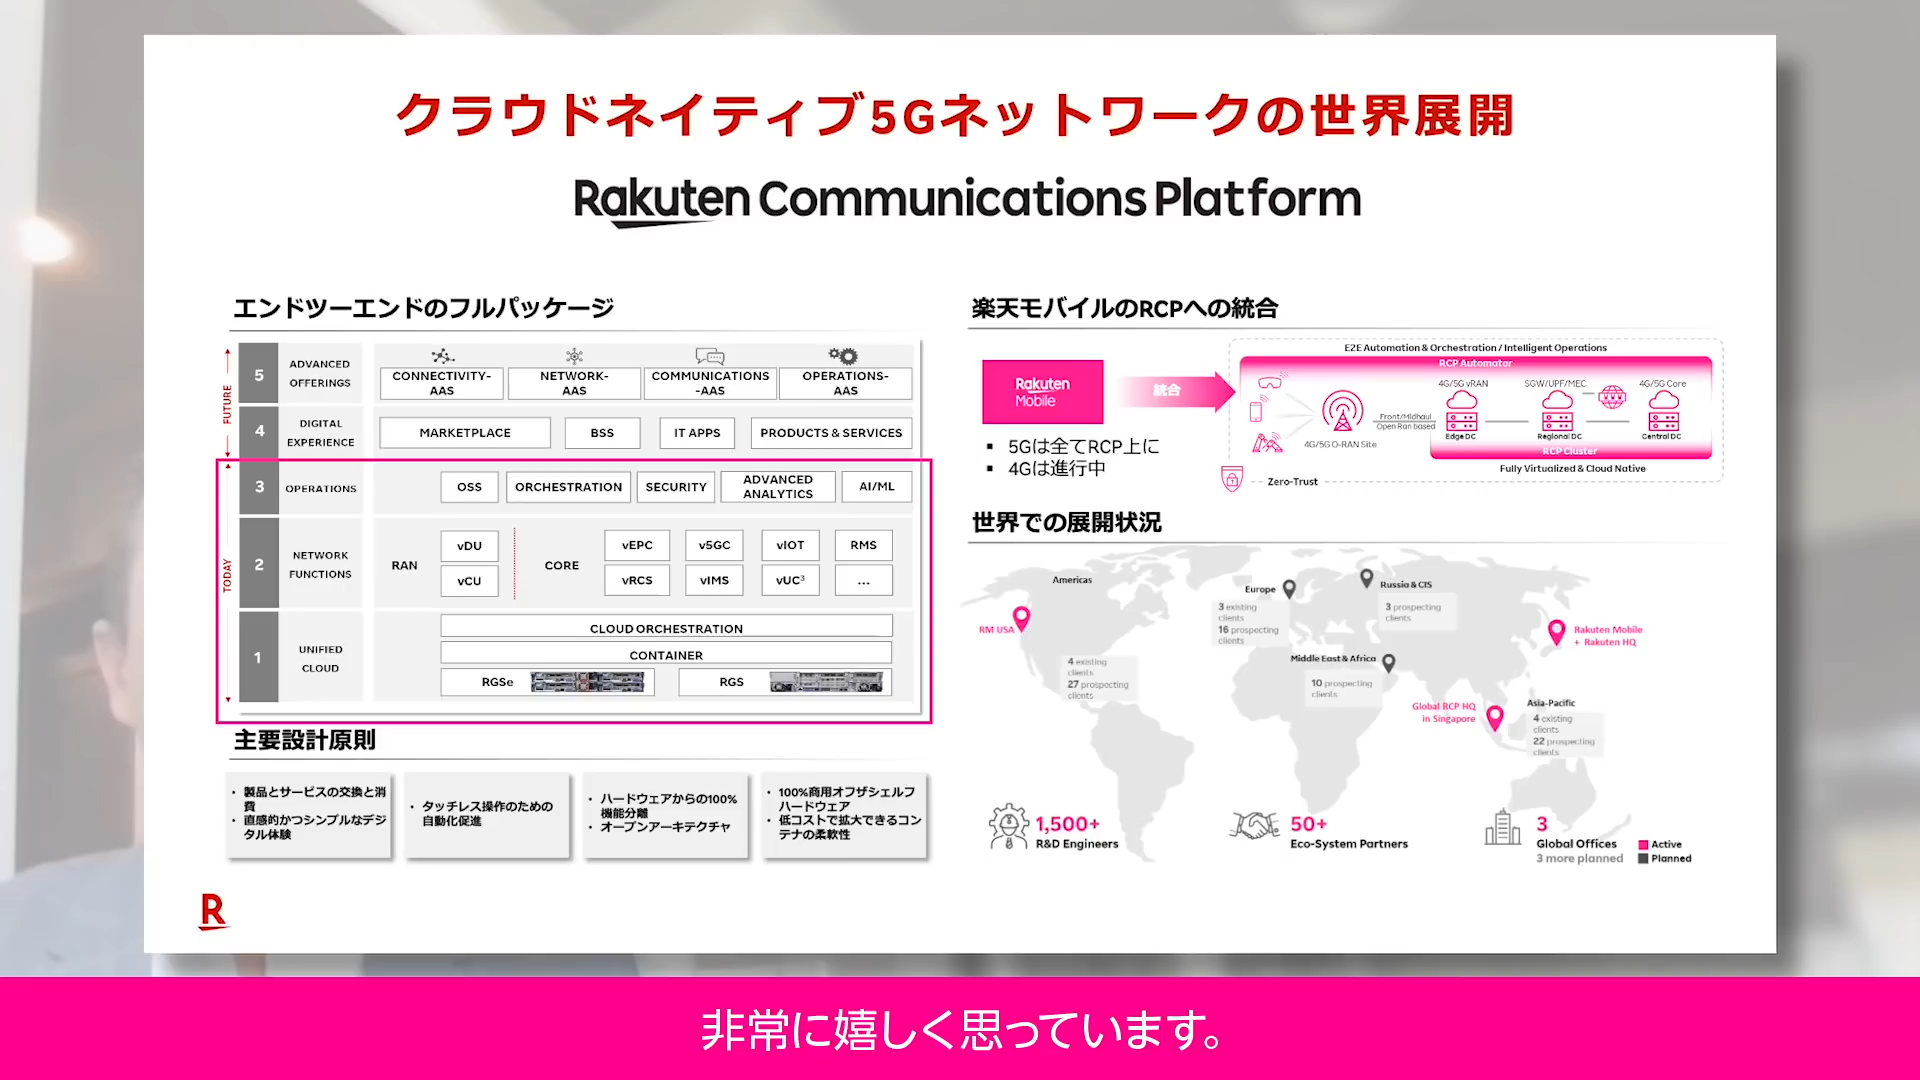 クラウドネイティブ5Gネットワークの世界展開
Rakuten Communications Platform
エンドツーエンドのフルパッケージ
FUTURE
5
ADVANCED
OFFERINGS
CONNECTIVITY-
AAS
NETWORK-
AAS
COMMUNICATIONS
-AAS
OPERATIONS-
AAS
4
DIGITAL
EXPERIENCE
MARKETPLACE
BSS
IT APPS
PRODUCTS & SERVICES
TODAY
3
OPERATIONS
OSS
ORCHESTRATION
SECURITY
ADVANCED
ANALYTICS
AI/ML
2
NETWORK
FUNCTIONS
RAN
vDU
vCU
CORE
vEPC
v5GC
vIOT
RMS
vRCS
vIMS
vUC³
...
1
UNIFIED
CLOUD
CLOUD ORCHESTRATION
CONTAINER
RGSe
RGS
主要設計原則
・ 製品とサービスの交換と消
費
・ 直感的かつシンプルなデジ
タル体験
・ タッチレス操作のための
自動化促進
・ ハードウェアからの100%
機能分離
・ オープンアーキテクチャ
・ 100%商用オフザシェルフ
ハードウェア
・ 低コストで拡大できるコン
テナの柔軟性
楽天モバイルのRCPへの統合
Rakuten
Mobile
統合
▪ 5Gは全てRCP上に
▪ 4Gは進行中
E2E Automation & Orchestration / Intelligent Operations
RCP Automator
4G/5G vRAN
SGW/UPF/MEC
4G/5G Core
Front/Midhaul
Open Ran based
4G/5G O-RAN Site
Edge DC
Regional DC
Central DC
RCP Cluster
Fully Virtualized & Cloud Native
Zero-Trust
世界での展開状況
Americas
RM USA
4 existing
clients
27 prospecting
clients
Europe
3 existing
clients
16 prospecting
clients
Russia & CIS
3 prospecting
clients
Middle East & Africa
10 prospecting
clients
Rakuten Mobile
+ Rakuten HQ
Global RCP HQ
in Singapore
Asia-Pacific
4 existing
clients
22 prospecting
clients
1,500+
R&D Engineers
50+
Eco-System Partners
3
Global Offices
3 more planned
Active
Planned
R
非常に嬉しく思っています。